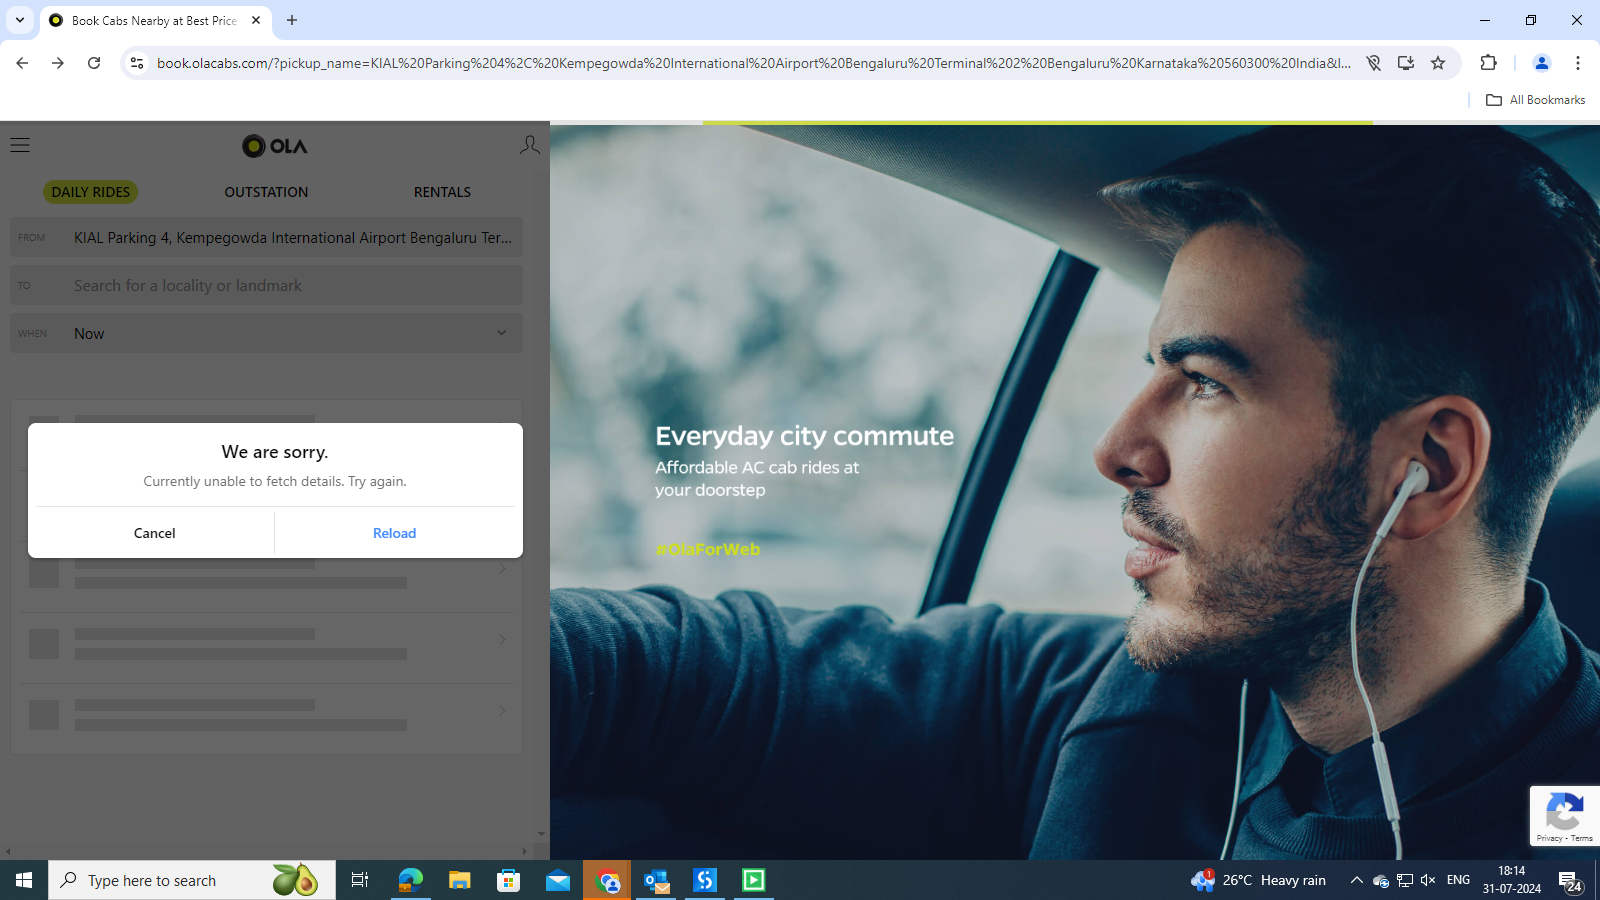 Book Cabs Nearby at Best Price
book.olacabs.com/?pickup_name=KIAL%20Parking%204%2C%20Kempegowda%20International%20Airport%20Bengaluru%20Terminal%202%20Bengaluru%20Karnataka%20560300%20India&l...
All Bookmarks
OLA
DAILY RIDES
OUTSTATION
RENTALS
FROM KIAL Parking 4, Kempegowda International Airport Bengaluru Ter...
TO Search for a locality or landmark
WHEN Now
We are sorry.
Currently unable to fetch details. Try again.
Cancel
Reload
Everyday city commute
Affordable AC cab rides at
your doorstep
#OlaForWeb
Privacy - Terms
Type here to search
1
26°C Heavy rain
ENG
18:14
31-07-2024
24